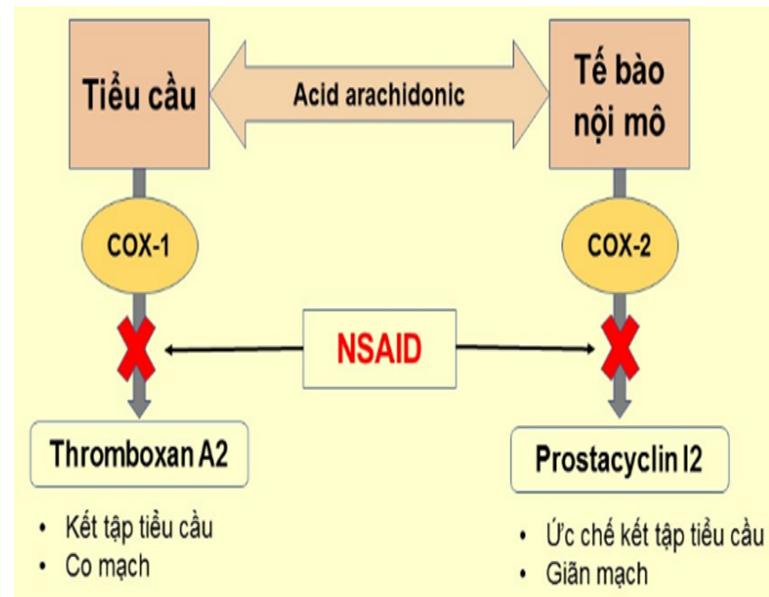 Tiểu cầu
Acid arachidonic
Tế bào
nội mô
COX-1
COX-2
NSAID
Thromboxan A2
Prostacyclin I2
• Kết tập tiểu cầu
• Co mạch
• Ức chế kết tập tiểu cầu
• Giãn mạch